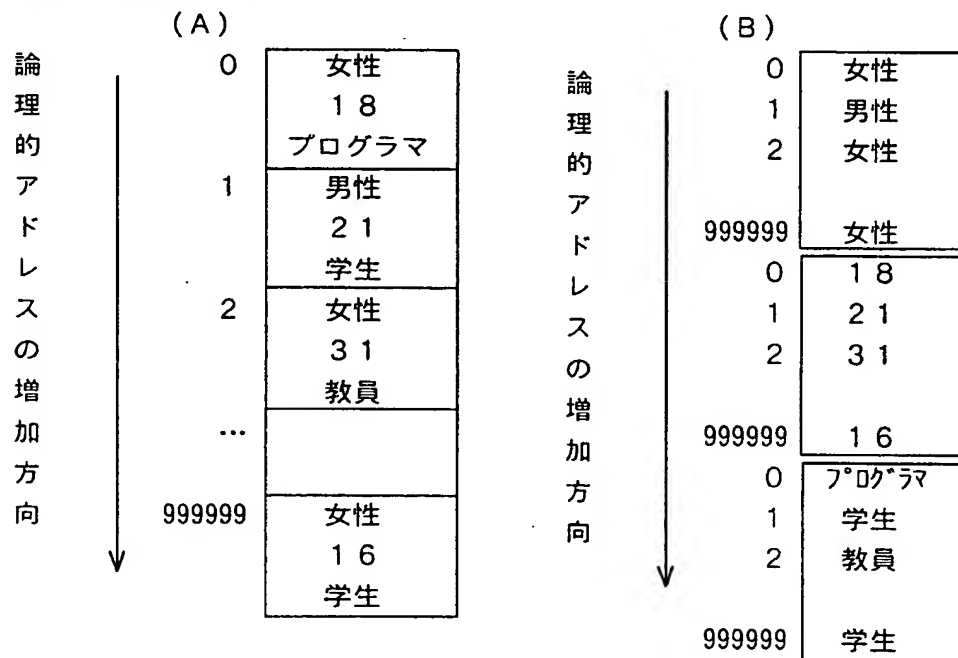 (A)
論理的アドレスの増加方向
0 女性
18
プログラマ
1 男性
21
学生
2 女性
31
教員
…
999999 女性
16
学生
(B)
論理的アドレスの増加方向
0 女性
1 男性
2 女性
999999 女性
0 18
1 21
2 31
999999 16
0 プログラマ
1 学生
2 教員
999999 学生